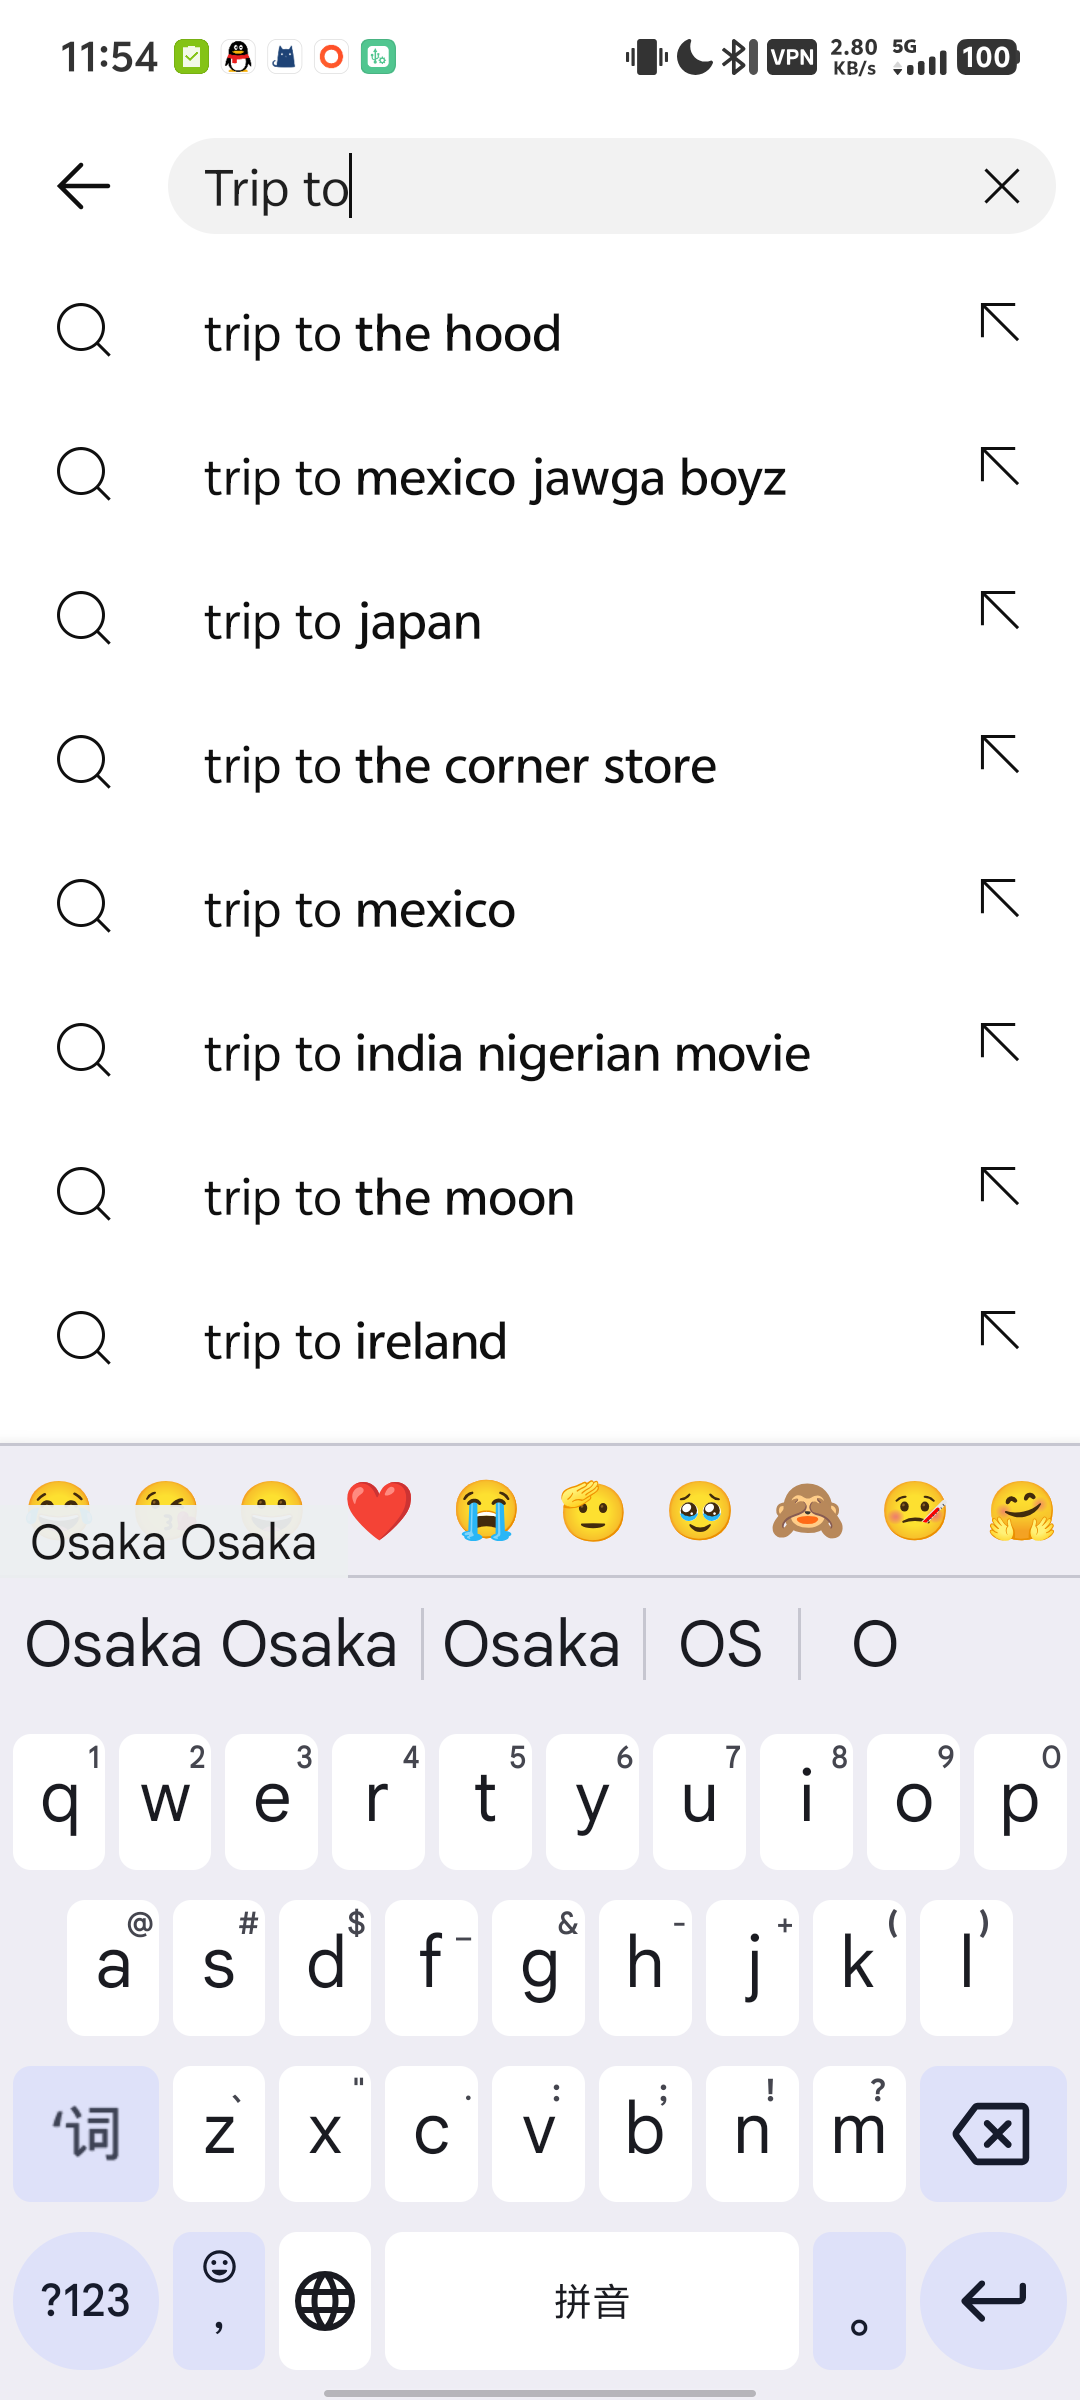 11:54 VPN 2.80 KB/s 5G 100
Trip to
trip to the hood
trip to mexico jawga boyz
trip to japan
trip to the corner store
trip to mexico
trip to india nigerian movie
trip to the moon
trip to ireland
Osaka Osaka
Osaka Osaka Osaka OS O
1 2 3 4 5 6 7 8 9 0
q w e r t y u i o p
@ # $ _ & - + ( )
a s d f g h j k l
、 " . : ; ! ?
‘词 z x c v b n m
?123 , 拼音 。